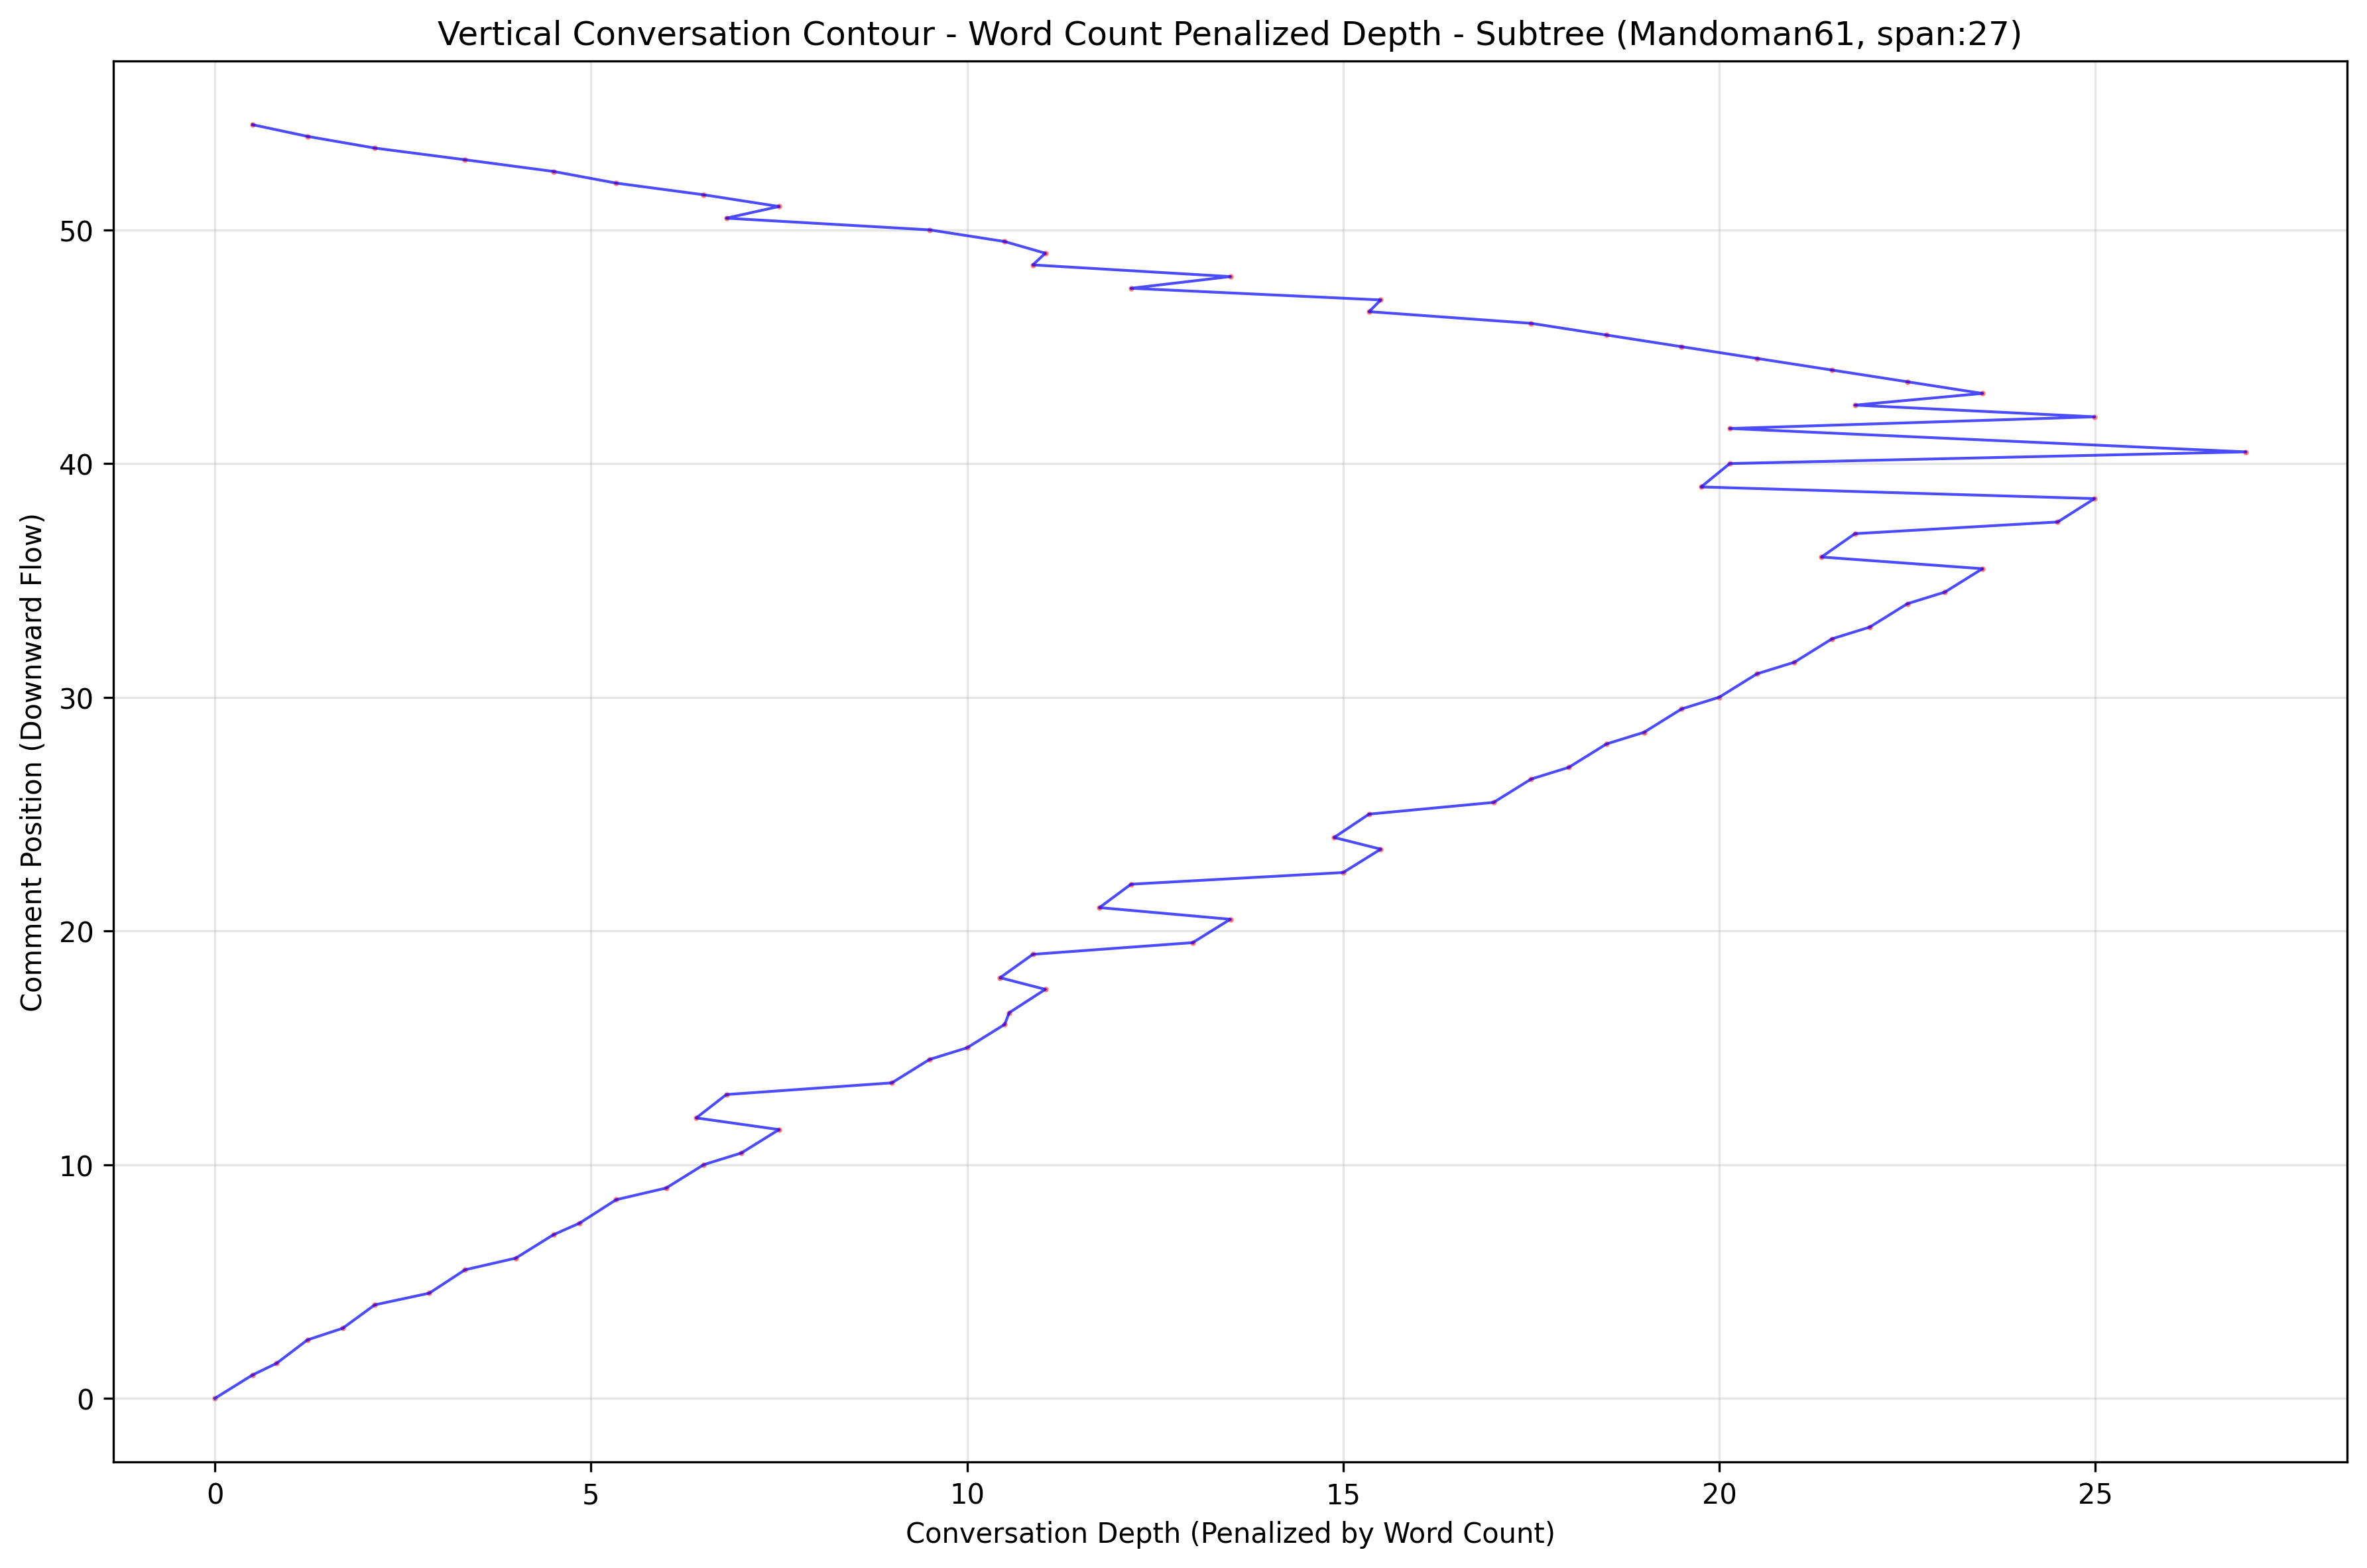 Vertical Conversation Contour - Word Count Penalized Depth - Subtree (Mandoman61, span:27)
Comment Position (Downward Flow)
50
40
30
20
10
0
0 5 10 15 20 25
Conversation Depth (Penalized by Word Count)